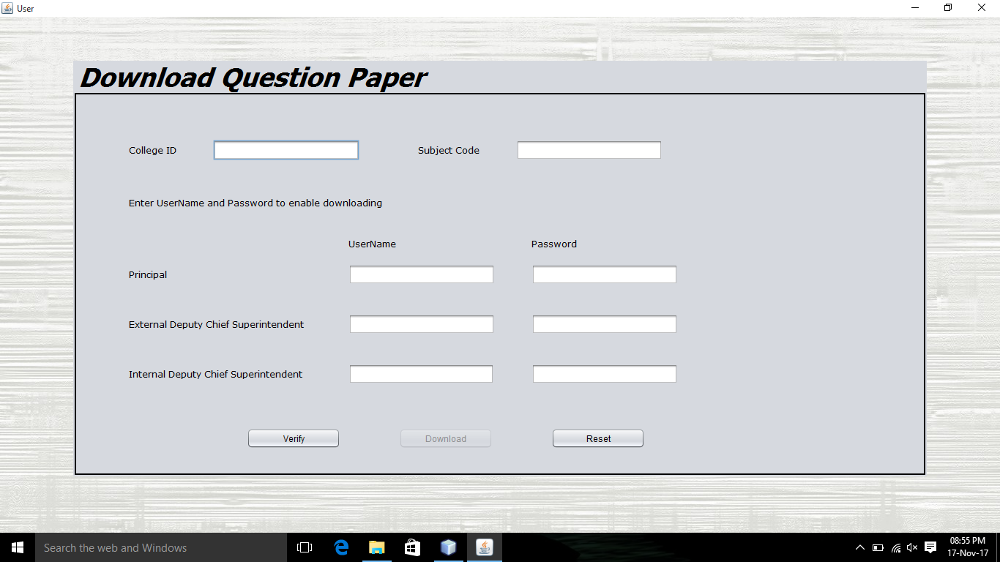 User
Download Question Paper
College ID Subject Code
Enter UserName and Password to enable downloading
UserName Password
Principal
External Deputy Chief Superintendent
Internal Deputy Chief Superintendent
Verify Download Reset
Search the web and Windows
08:55 PM
17-Nov-17